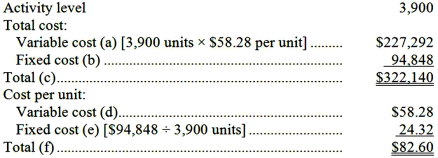 Activity level 3,900
Total cost:
Variable cost (a) [3,900 units × $58.28 per unit] ......... $227,292
Fixed cost (b) ................................................................ 94,848
Total (c)............................................................................ $322,140
Cost per unit:
Variable cost (d)............................................................ $58.28
Fixed cost (e) [$94,848 ÷ 3,900 units] ......................... 24.32
Total (f)............................................................................ $82.60